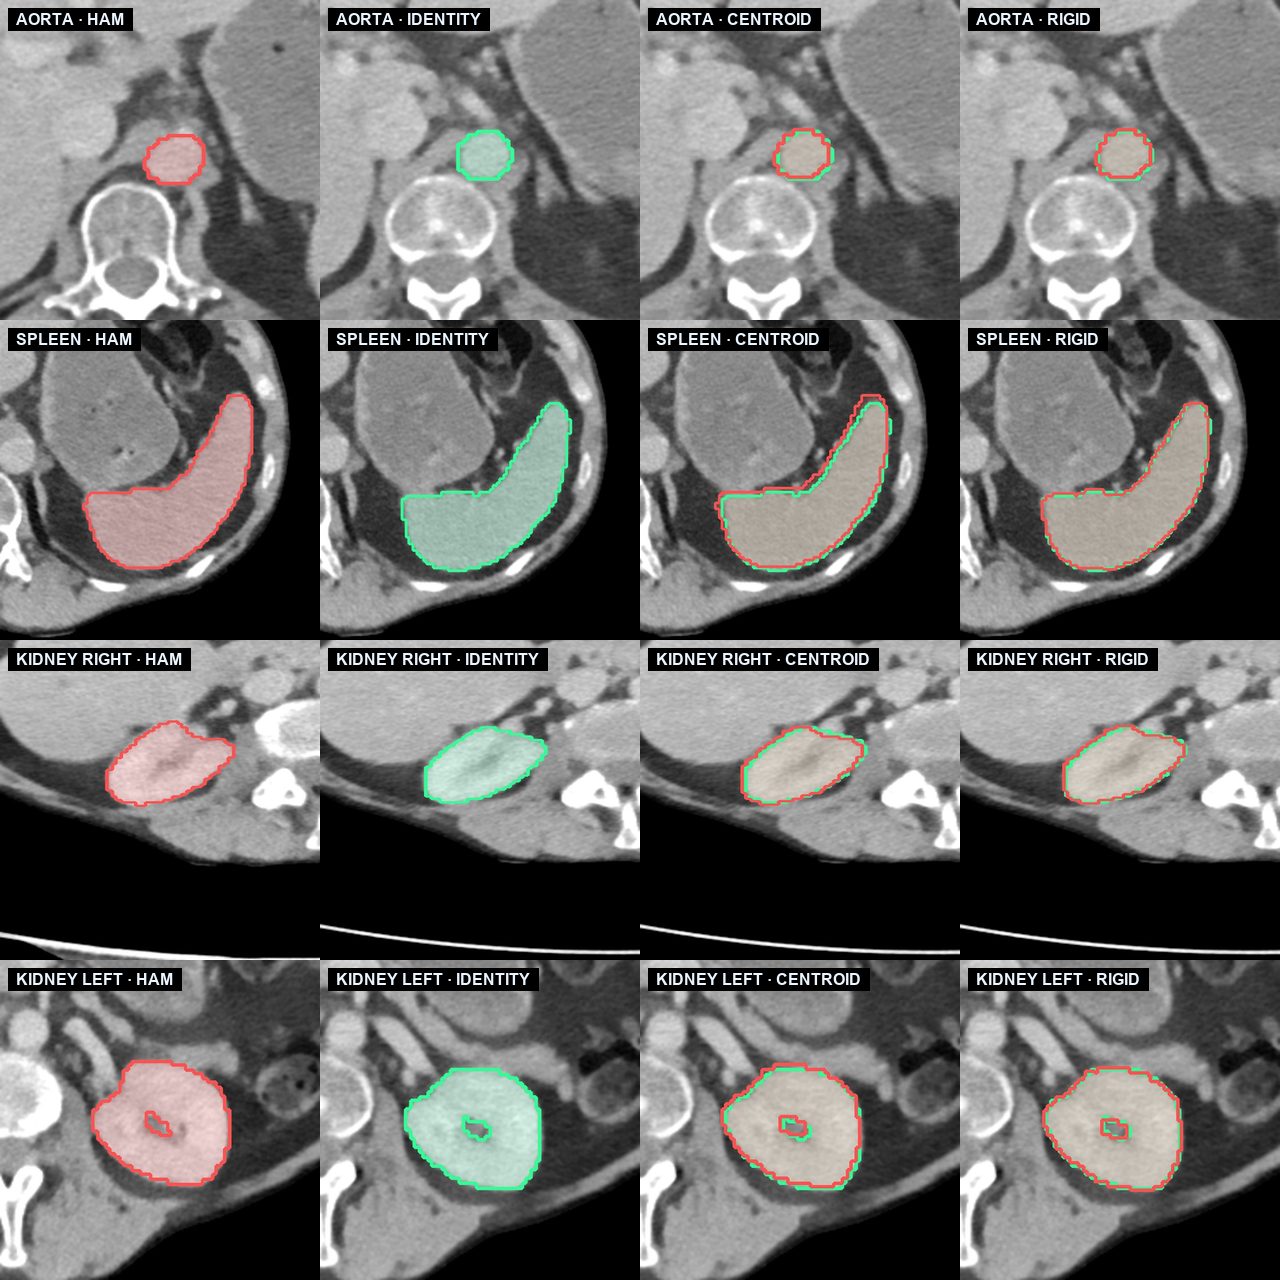 AORTA · HAM
AORTA · IDENTITY
AORTA · CENTROID
AORTA · RIGID
SPLEEN · HAM
SPLEEN · IDENTITY
SPLEEN · CENTROID
SPLEEN · RIGID
KIDNEY RIGHT · HAM
KIDNEY RIGHT · IDENTITY
KIDNEY RIGHT · CENTROID
KIDNEY RIGHT · RIGID
KIDNEY LEFT · HAM
KIDNEY LEFT · IDENTITY
KIDNEY LEFT · CENTROID
KIDNEY LEFT · RIGID